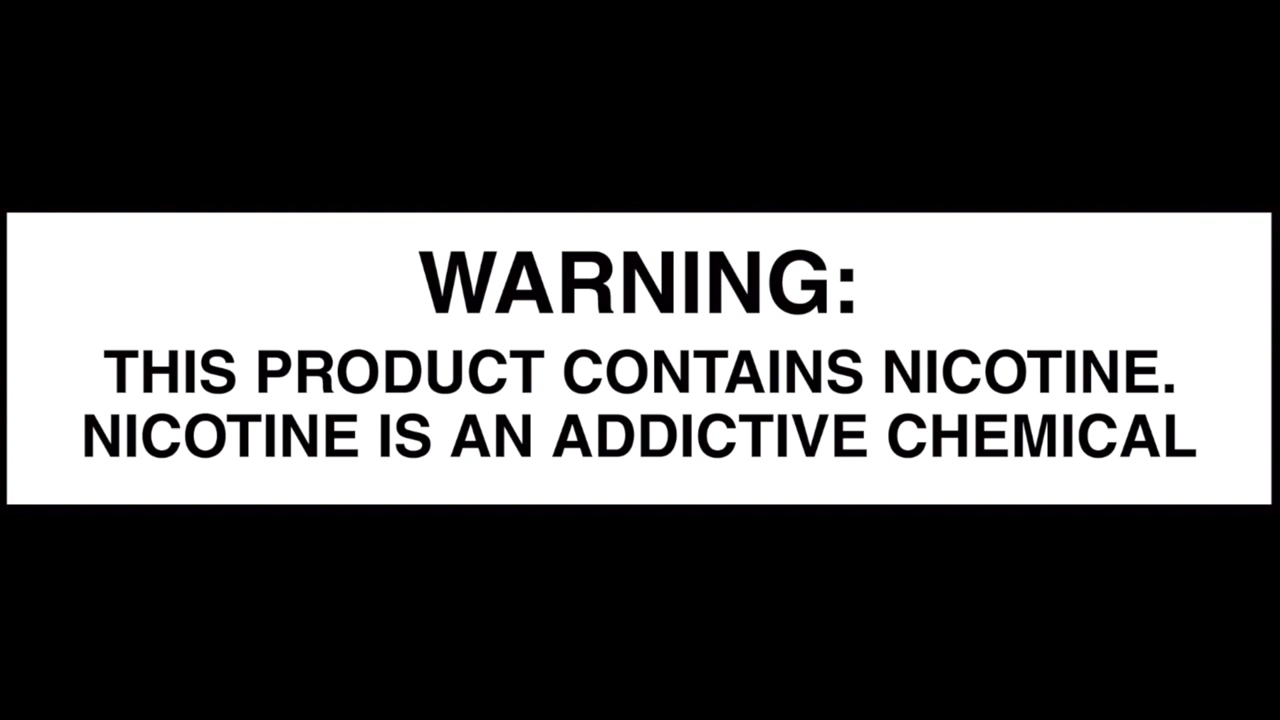 WARNING:
THIS PRODUCT CONTAINS NICOTINE.
NICOTINE IS AN ADDICTIVE CHEMICAL